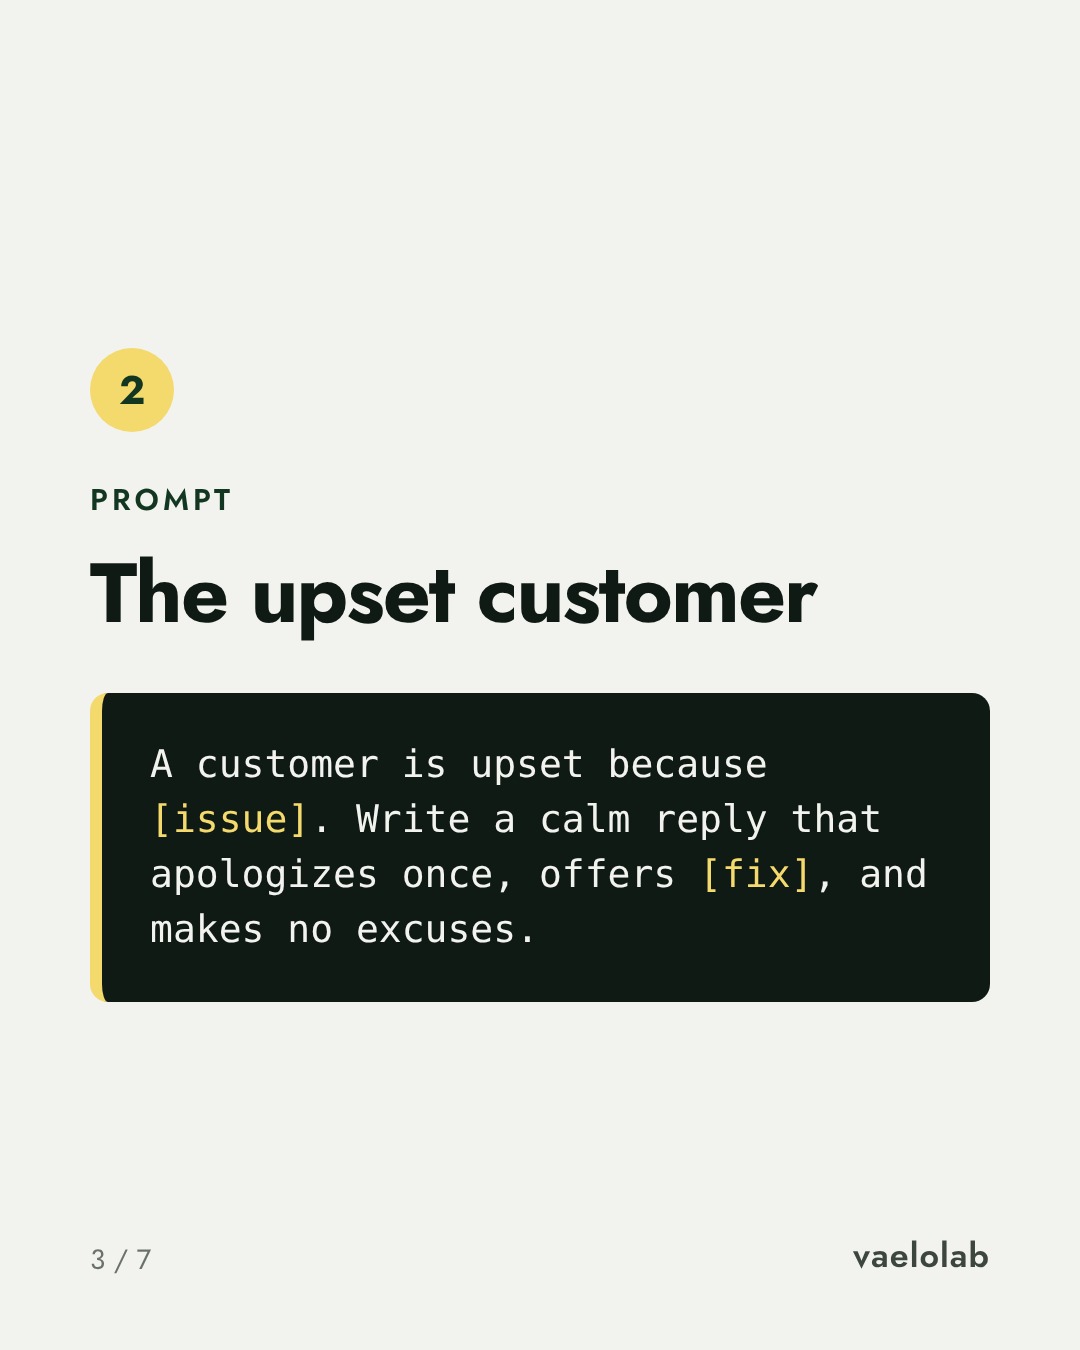 2
PROMPT
The upset customer
A customer is upset because
[issue]. Write a calm reply that
apologizes once, offers [fix], and
makes no excuses.
3 / 7
vaelolab